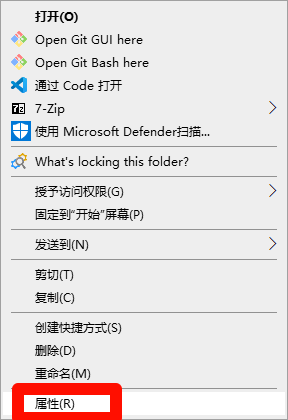 打开(O)
Open Git GUI here
Open Git Bash here
通过 Code 打开
7-Zip
使用 Microsoft Defender扫描...
What's locking this folder?
授予访问权限(G)
固定到"开始"屏幕(P)
发送到(N)
剪切(T)
复制(C)
创建快捷方式(S)
删除(D)
重命名(M)
属性(R)